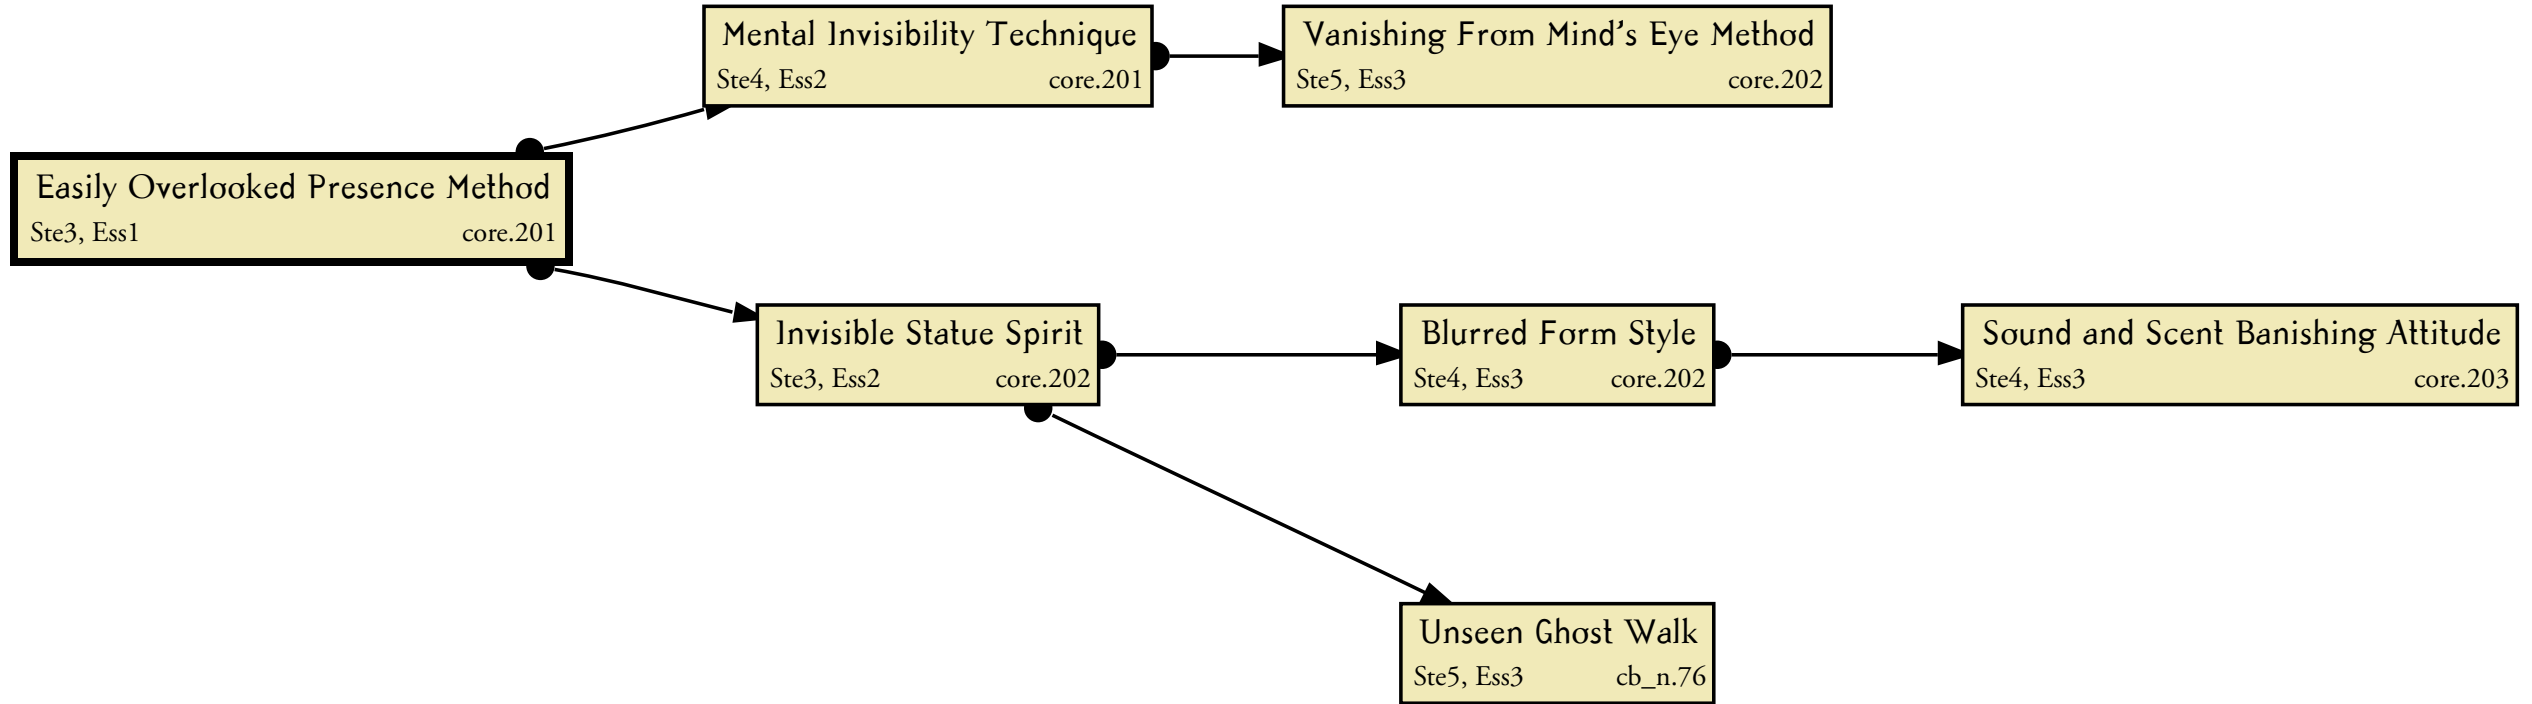 Mental Invisibility Technique
Ste4, Ess2 core.201
Vanishing From Mind's Eye Method
Ste5, Ess3 core.202
Easily Overlooked Presence Method
Ste3, Ess1 core.201
Invisible Statue Spirit
Ste3, Ess2 core.202
Blurred Form Style
Ste4, Ess3 core.202
Sound and Scent Banishing Attitude
Ste4, Ess3 core.203
Unseen Ghost Walk
Ste5, Ess3 cb_n.76